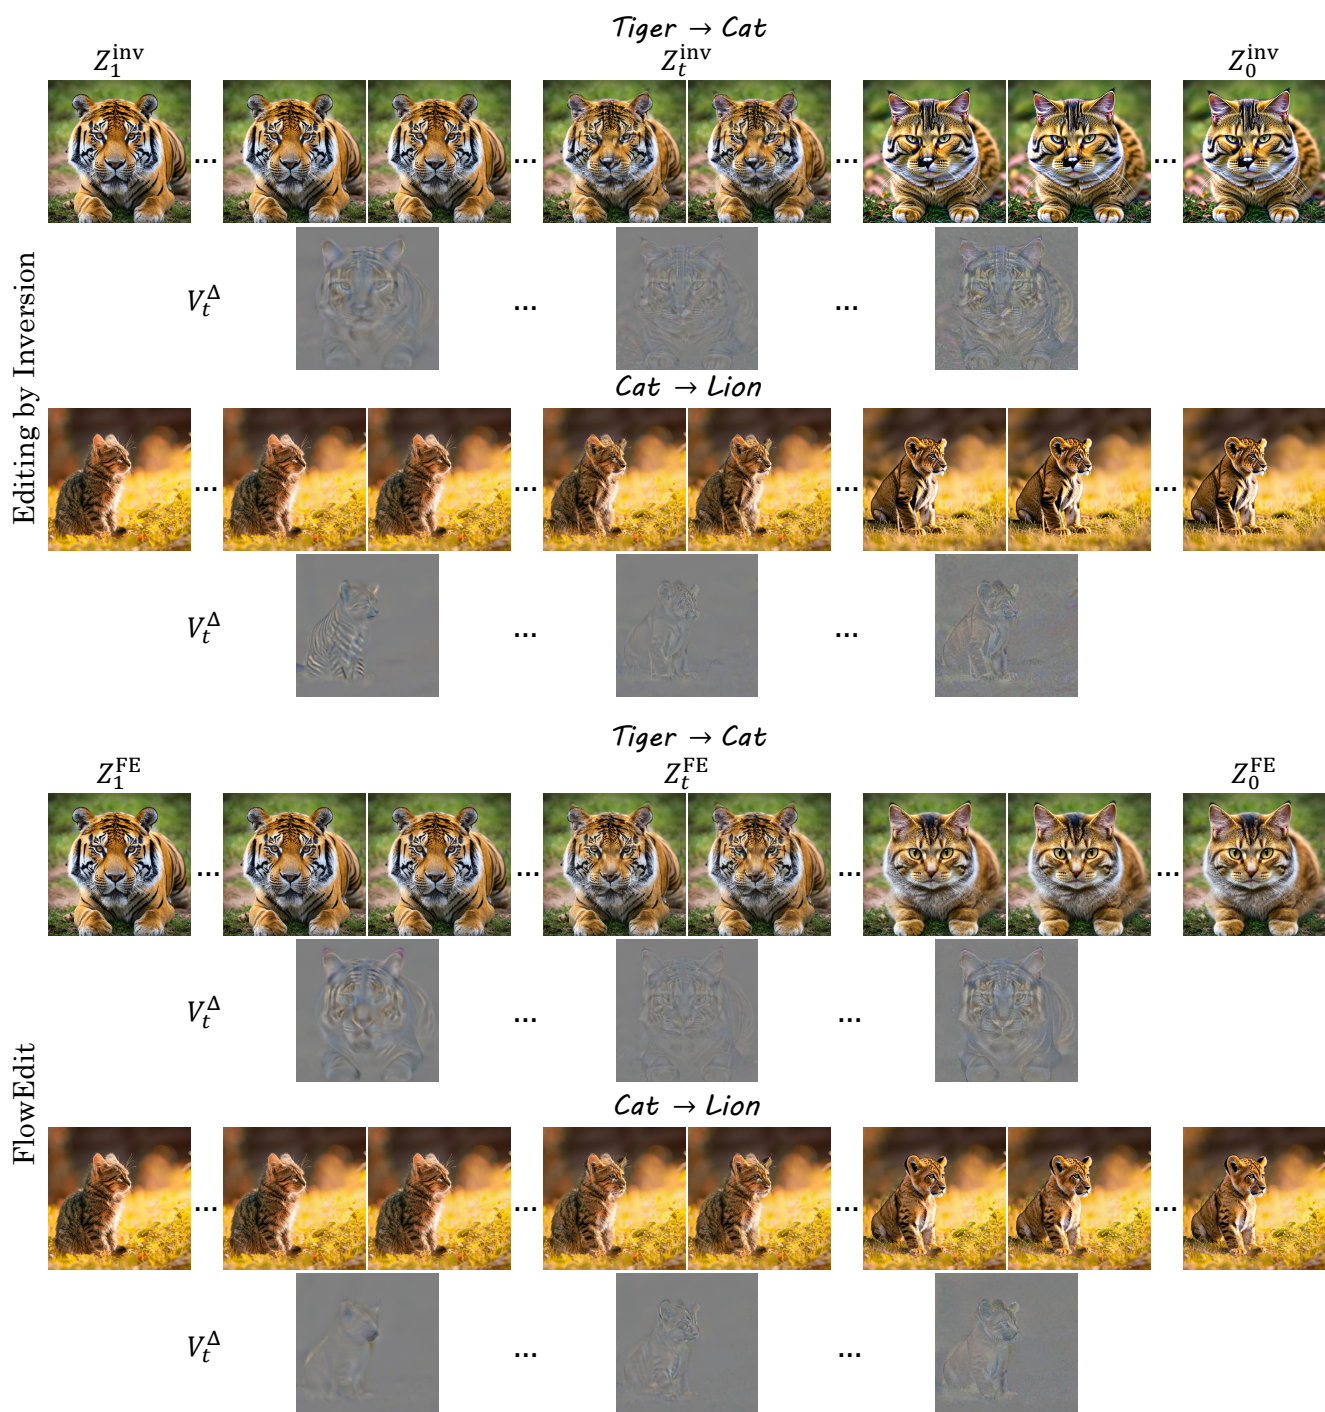 Tiger → Cat
Z_1^inv Z_t^inv Z_0^inv
... ... ... ...
V_t^Δ ... ...
Editing by Inversion
Cat → Lion
... ... ... ...
V_t^Δ ... ...
Tiger → Cat
Z_1^FE Z_t^FE Z_0^FE
... ... ... ...
V_t^Δ ... ...
FlowEdit
Cat → Lion
... ... ... ...
V_t^Δ ... ...